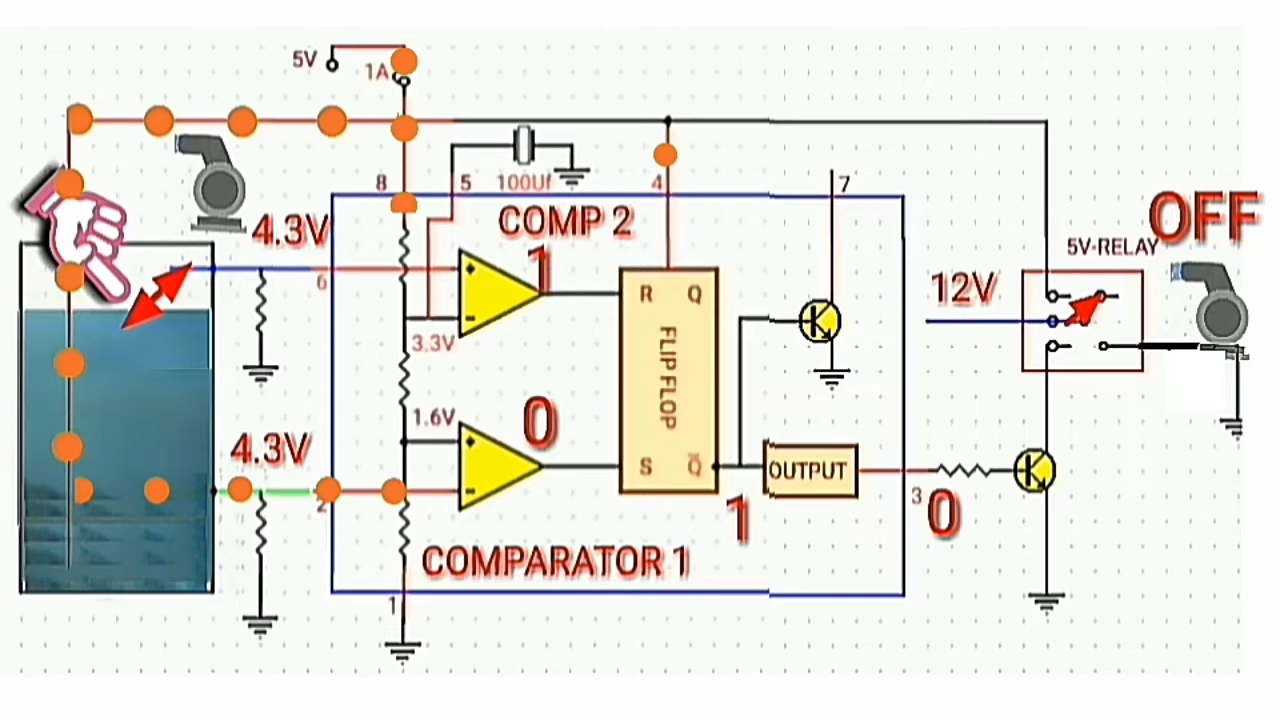 5V
1A
8
5
100Uf
4
7
4.3V
COMP 2
OFF
5V-RELAY
6
1
R Q
12V
3.3V
FLIP FLOP
1.6V
0
4.3V
S Q̅
OUTPUT
2
3
0
1
COMPARATOR 1
1